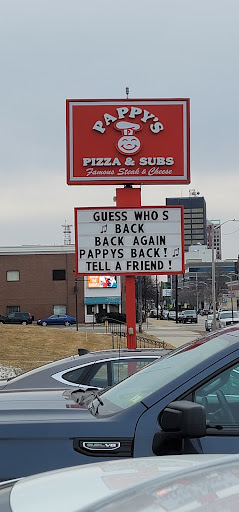 PAPPY'S
PIZZA & SUBS
Famous Steak & Cheese
GUESS WHO S
♫ BACK
BACK AGAIN
PAPPYS BACK! ♫
TELL A FRIEND!